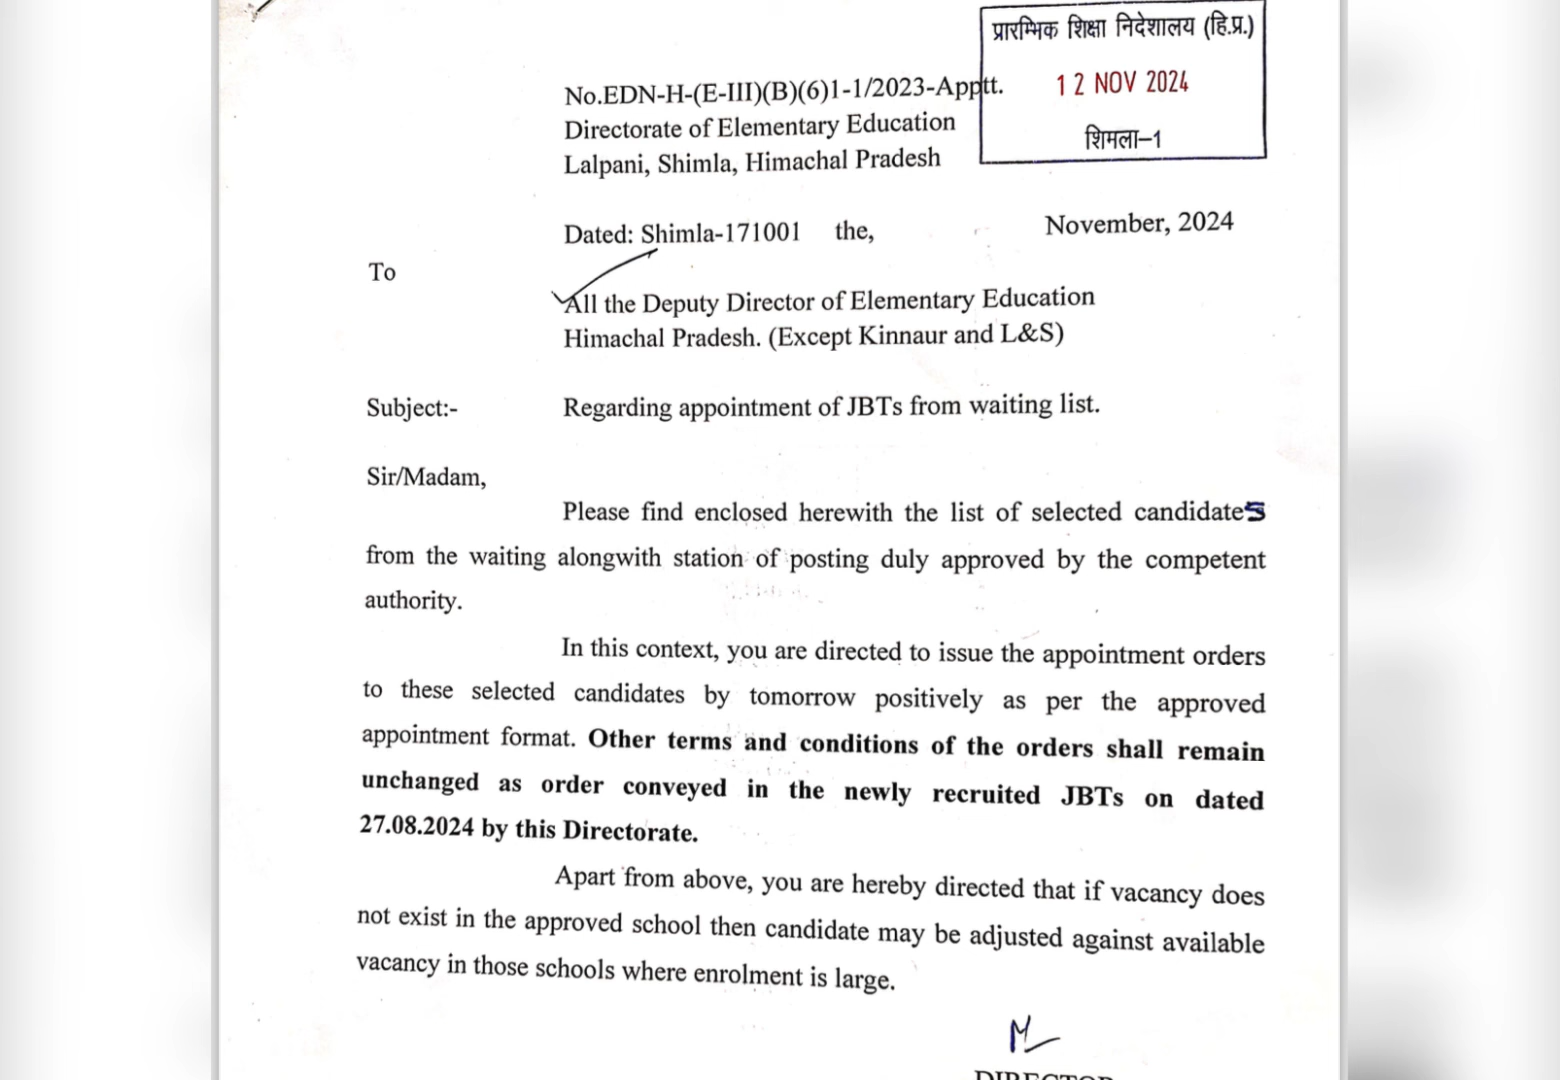 प्रारम्भिक शिक्षा निदेशालय (हि.प्र.)
12 NOV 2024
शिमला-1
No.EDN-H-(E-III)(B)(6)1-1/2023-Apptt.
Directorate of Elementary Education
Lalpani, Shimla, Himachal Pradesh
Dated: Shimla-171001 the, November, 2024
To
All the Deputy Director of Elementary Education
Himachal Pradesh. (Except Kinnaur and L&S)
Subject:- Regarding appointment of JBTs from waiting list.
Sir/Madam,
Please find enclosed herewith the list of selected candidates
from the waiting alongwith station of posting duly approved by the competent
authority.
In this context, you are directed to issue the appointment orders
to these selected candidates by tomorrow positively as per the approved
appointment format. Other terms and conditions of the orders shall remain
unchanged as order conveyed in the newly recruited JBTs on dated
27.08.2024 by this Directorate.
Apart from above, you are hereby directed that if vacancy does
not exist in the approved school then candidate may be adjusted against available
vacancy in those schools where enrolment is large.
DIRECTOR